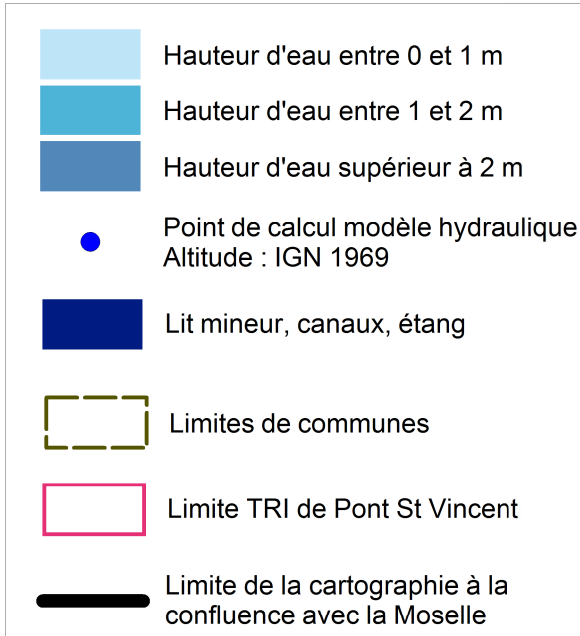 Hauteur d'eau entre 0 et 1 m
Hauteur d'eau entre 1 et 2 m
Hauteur d'eau supérieur à 2 m
Point de calcul modèle hydraulique
Altitude : IGN 1969
Lit mineur, canaux, étang
Limites de communes
Limite TRI de Pont St Vincent
Limite de la cartographie à la
confluence avec la Moselle